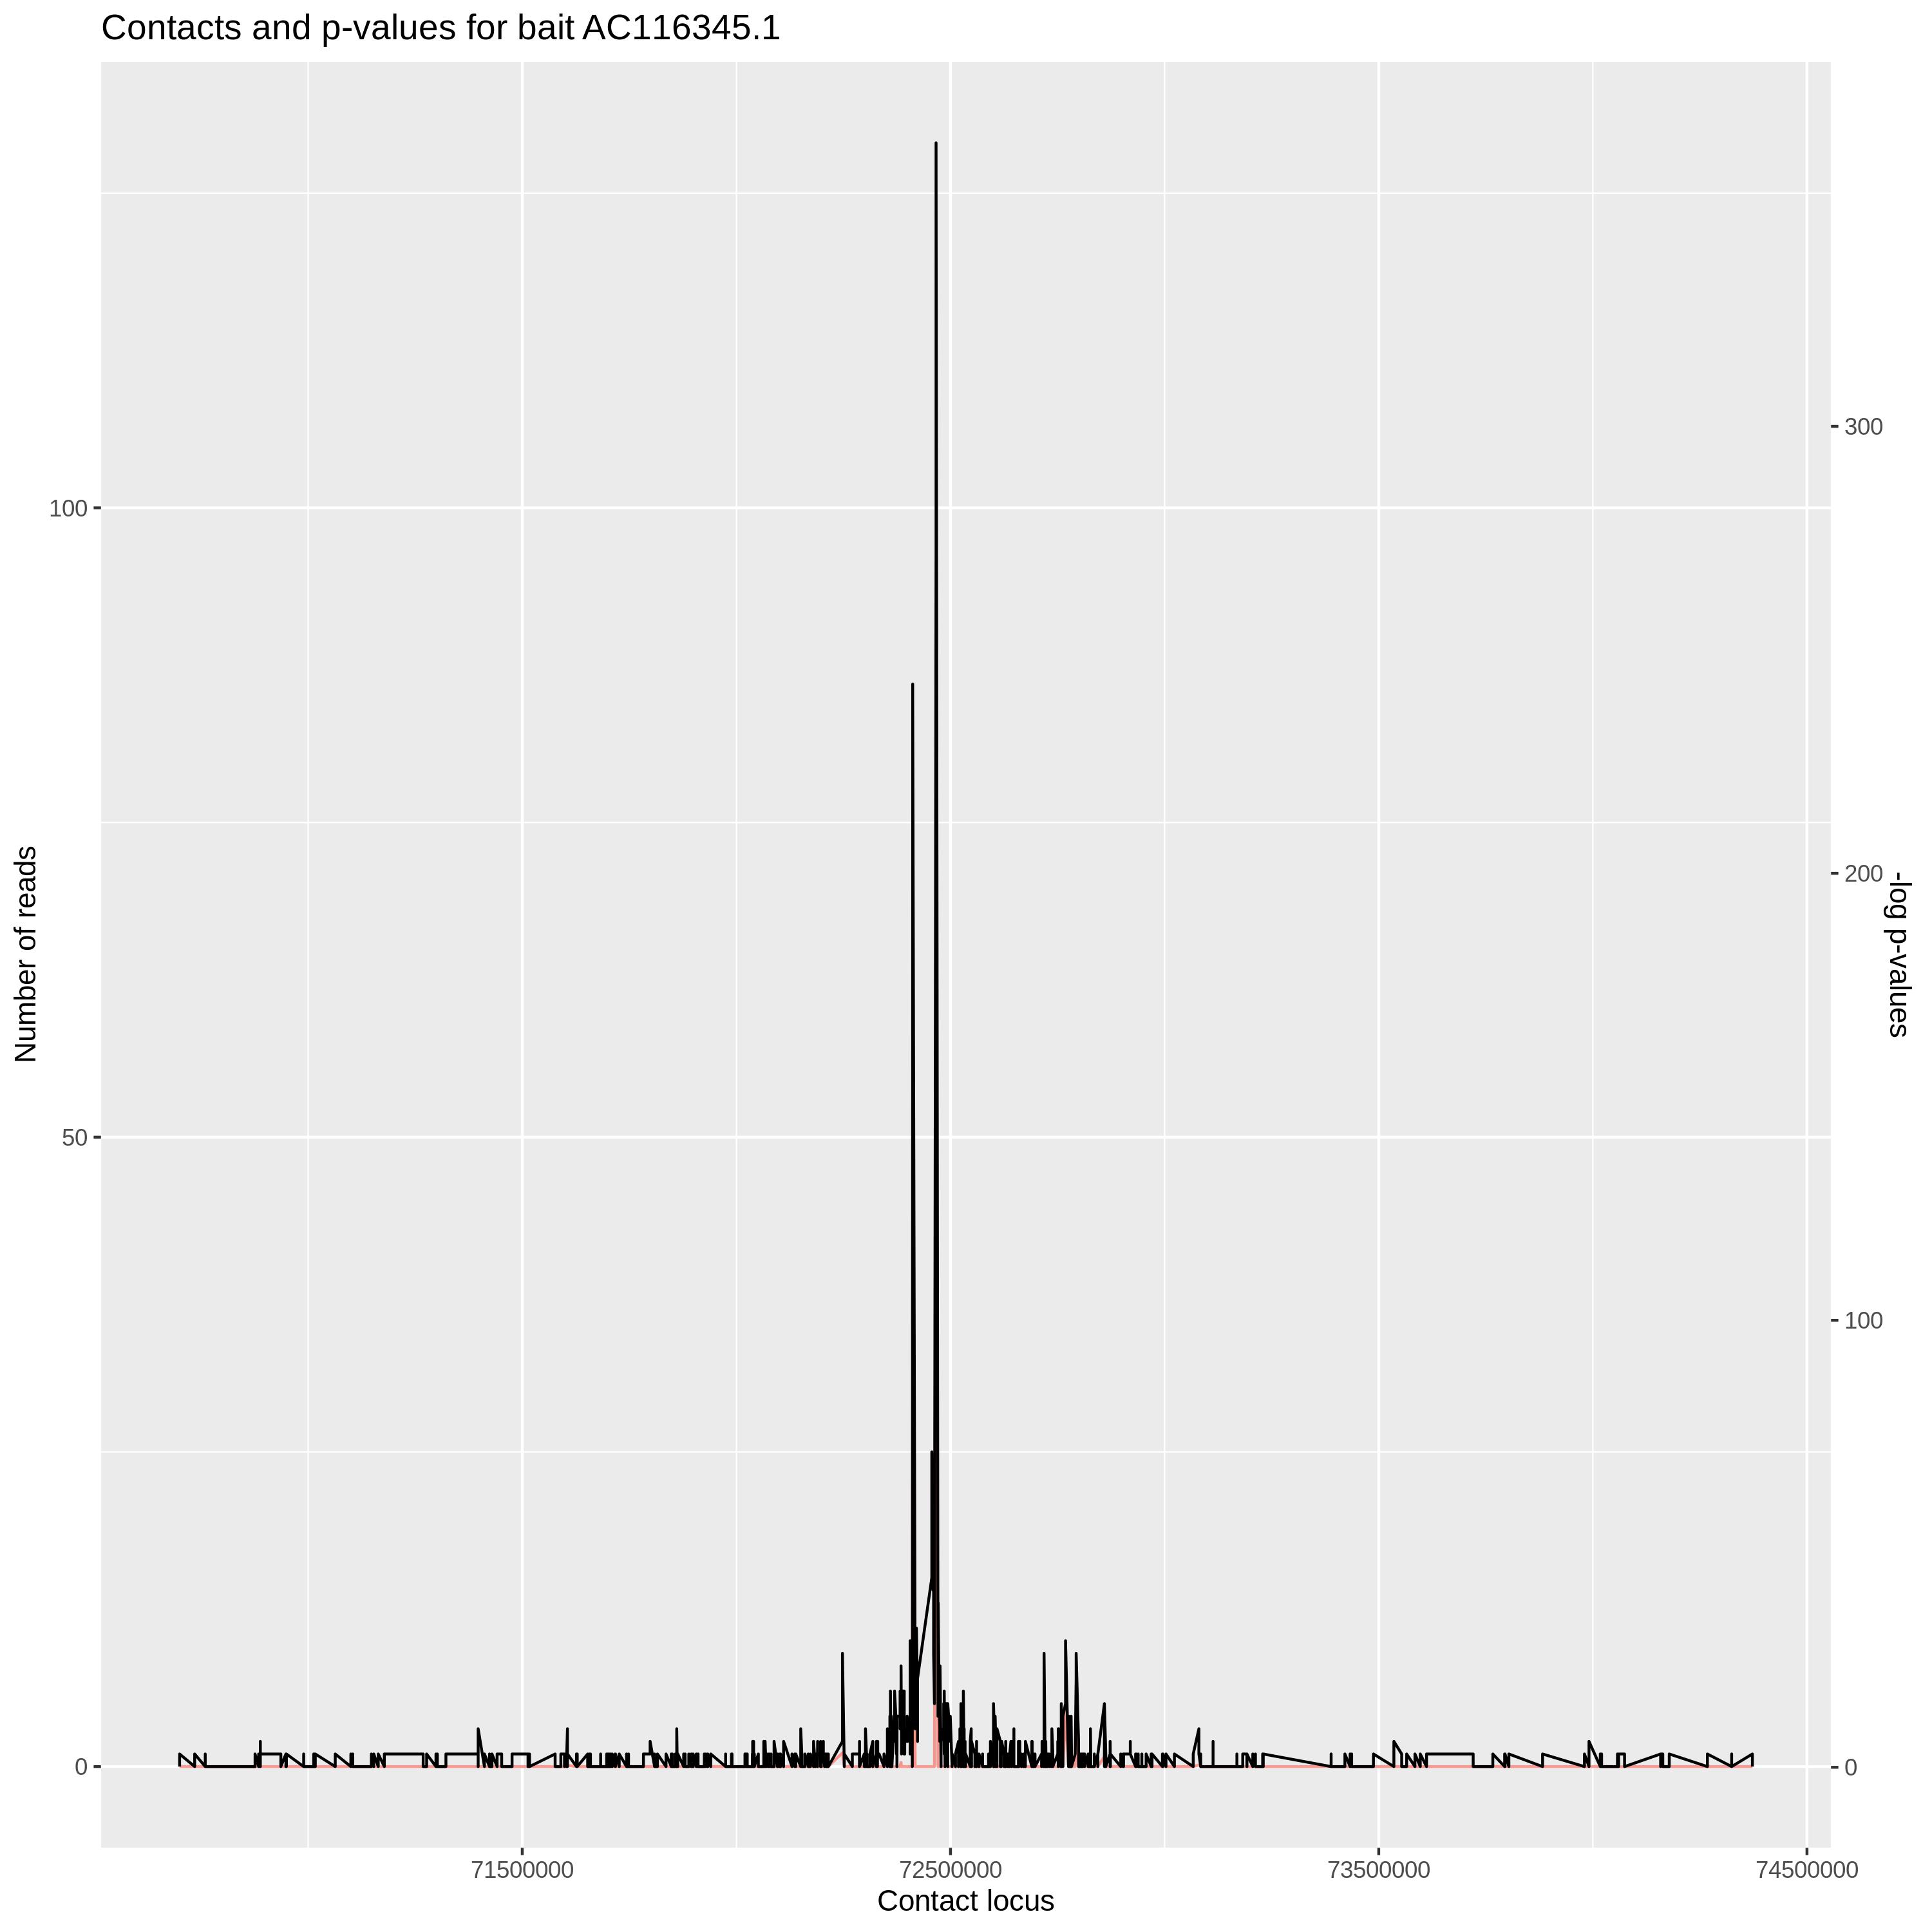 Contacts and p-values for bait AC116345.1
Number of reads
100
50
0
300
200
100
0
-log p-values
71500000
72500000
73500000
74500000
Contact locus